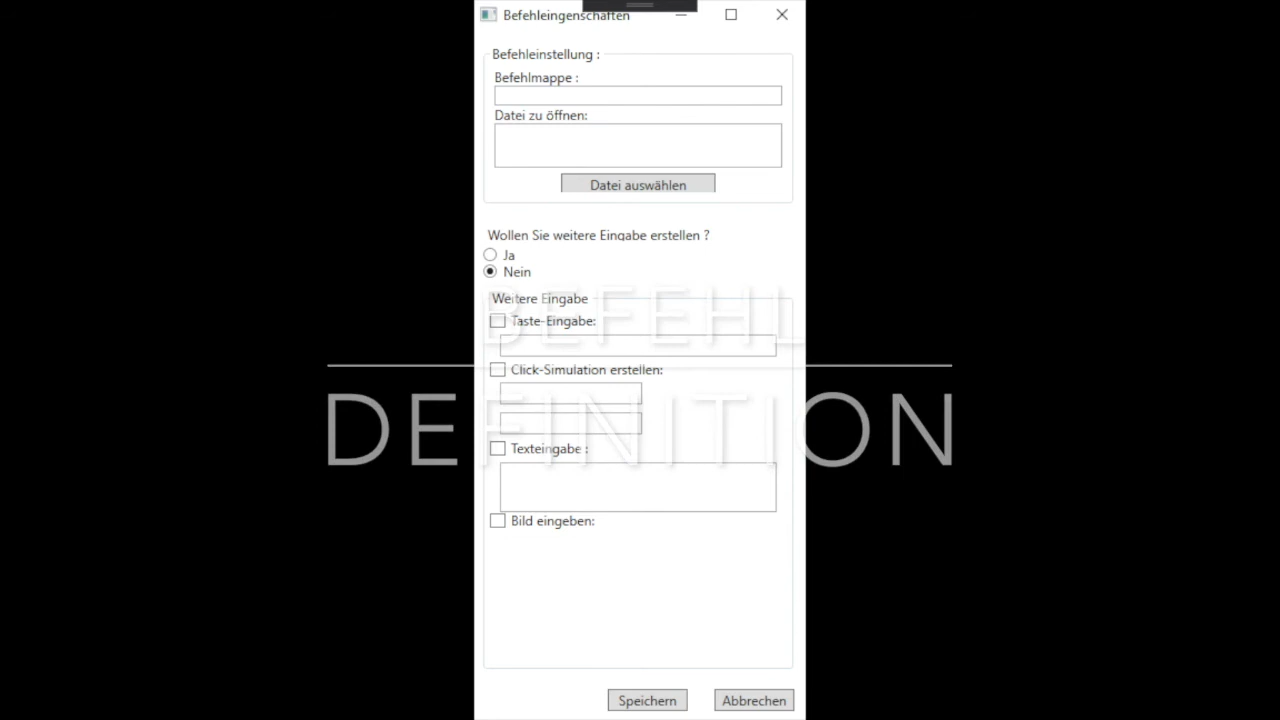 Befehleingenschaften
Befehleinstellung :
Befehlmappe :
Datei zu öffnen:
Datei auswählen
Wollen Sie weitere Eingabe erstellen ?
Ja
Nein
Weitere Eingabe
Taste-Eingabe:
Click-Simulation erstellen:
Texteingabe :
Bild eingeben:
Speichern
Abbrechen
BEFEHL
DEFINITION